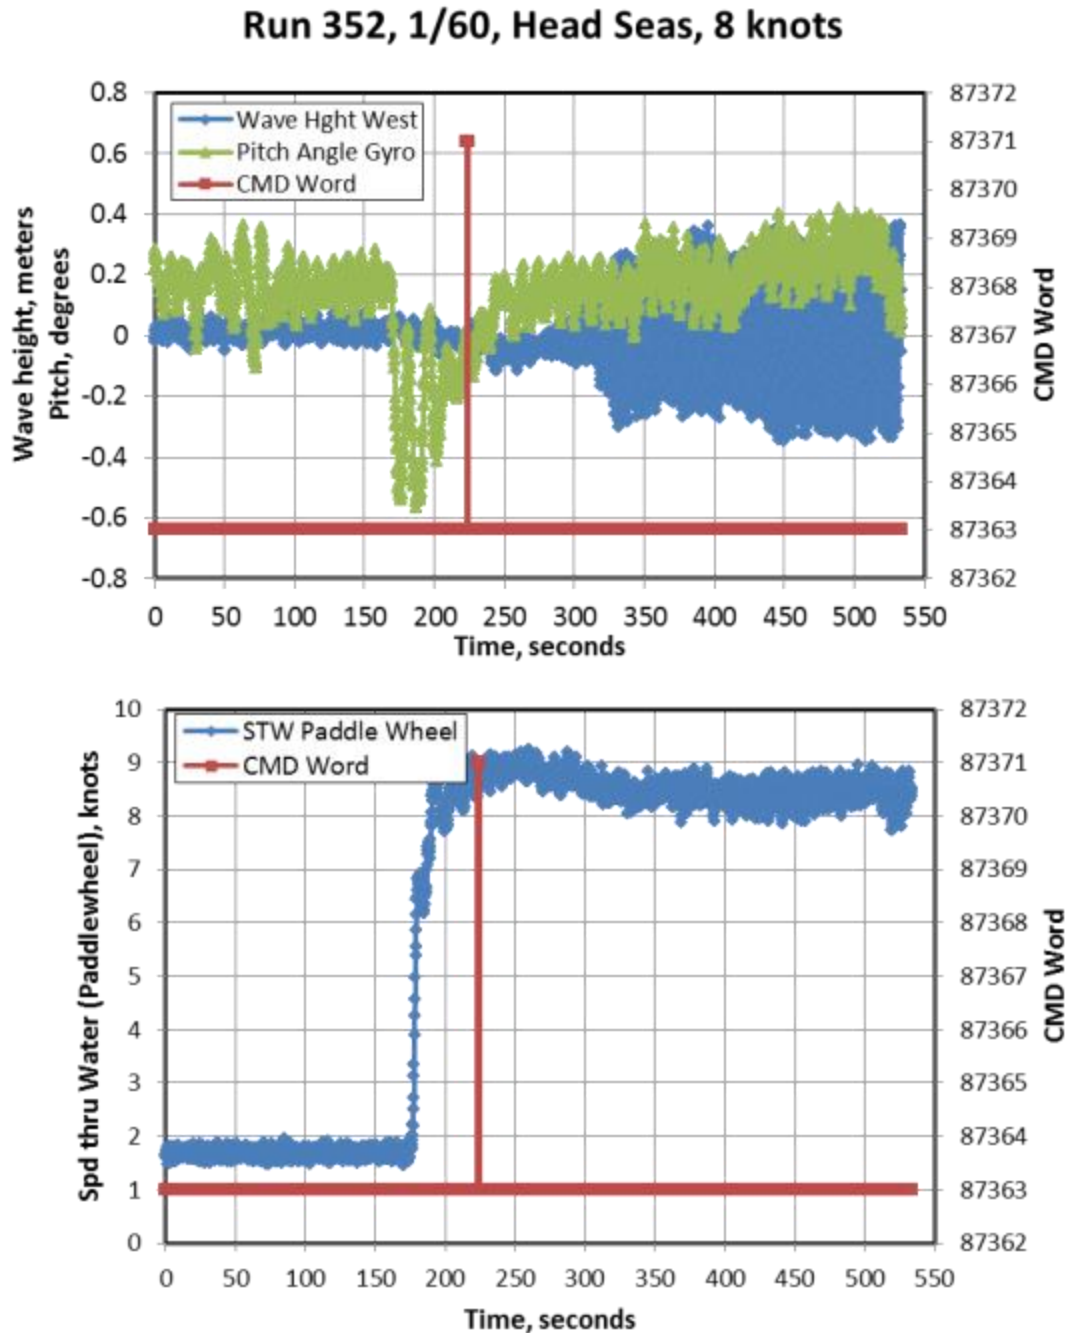 Run 352, 1/60, Head Seas, 8 knots
Wave height, meters
Pitch, degrees
0.8
0.6
0.4
0.2
0
-0.2
-0.4
-0.6
-0.8
Wave Hght West
Pitch Angle Gyro
CMD Word
87372
87371
87370
87369
87368
87367
87366
87365
87364
87363
87362
CMD Word
0 50 100 150 200 250 300 350 400 450 500 550
Time, seconds
Spd thru Water (Paddlewheel), knots
10
9
8
7
6
5
4
3
2
1
0
STW Paddle Wheel
CMD Word
87372
87371
87370
87369
87368
87367
87366
87365
87364
87363
87362
CMD Word
0 50 100 150 200 250 300 350 400 450 500 550
Time, seconds